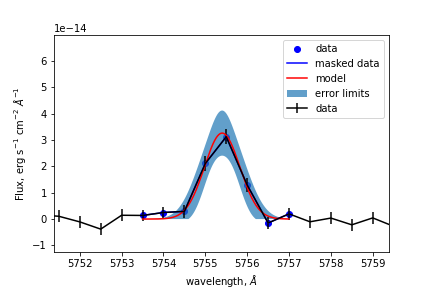 1e−14
data
masked data
model
error limits
data
6
5
4
3
2
1
0
−1
Flux, erg s⁻¹ cm⁻² Å⁻¹
5752 5753 5754 5755 5756 5757 5758 5759
wavelength, Å